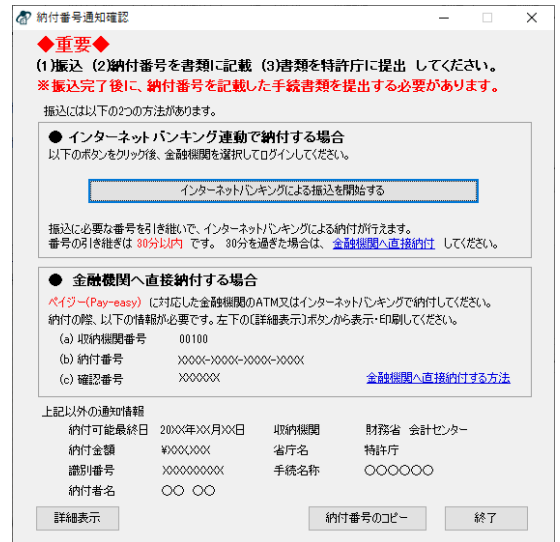 納付番号通知確認
◆重要◆
(1)振込 (2)納付番号を書類に記載 (3)書類を特許庁に提出 してください。
※振込完了後に、納付番号を記載した手続書類を提出する必要があります。
振込には以下の2つの方法があります。
● インターネットバンキング連動で納付する場合
以下のボタンをクリック後、金融機関を選択してログインしてください。
インターネットバンキングによる振込を開始する
振込に必要な番号を引き継いで、インターネットバンキングによる納付が行えます。
番号の引き継ぎは 30分以内 です。 30分を過ぎた場合は、 金融機関へ直接納付 してください。
● 金融機関へ直接納付する場合
ペイジー(Pay-easy) に対応した金融機関のATM又はインターネットバンキングで納付してください。
納付の際、以下の情報が必要です。左下の[詳細表示]ボタンから表示・印刷してください。
(a) 収納機関番号 00100
(b) 納付番号 XXXX-XXXX-XXXX-XXXX
(c) 確認番号 XXXXXX 金融機関へ直接納付する方法
上記以外の通知情報
納付可能最終日 20XX年XX月XX日 収納機関 財務省 会計センター
納付金額 ¥XXX,XXX 省庁名 特許庁
識別番号 XXXXXXXXX 手続名称 ○○○○○○
納付者名 ○○ ○○
詳細表示 納付番号のコピー 終了